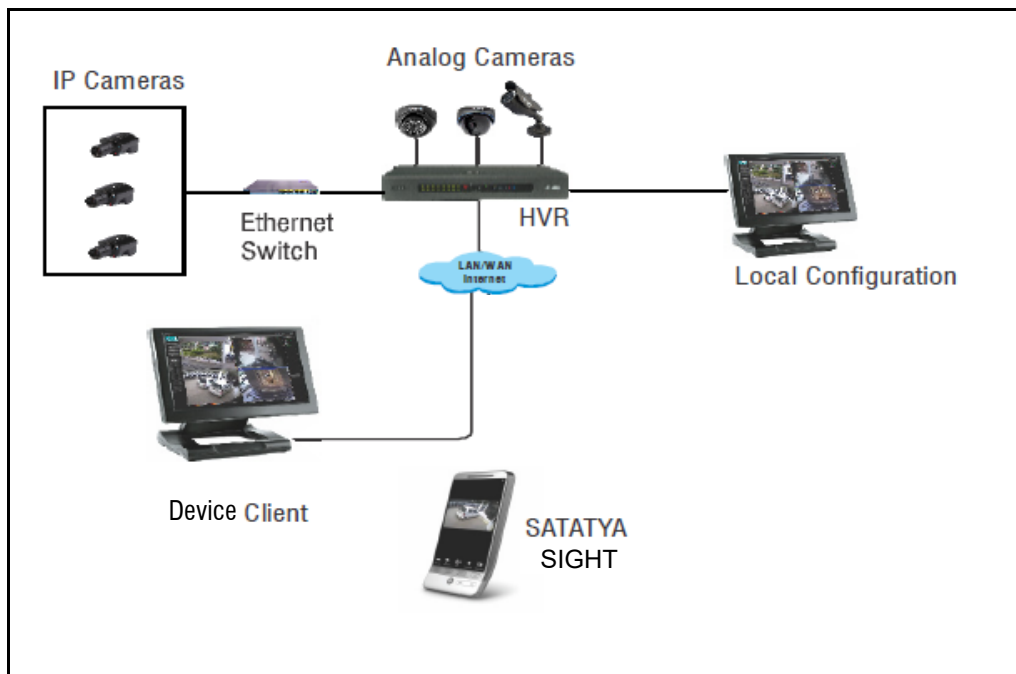 Analog Cameras
IP Cameras
HVR
Ethernet
Switch
LAN/WAN
Internet
Local Configuration
Device Client
SATATYA
SIGHT